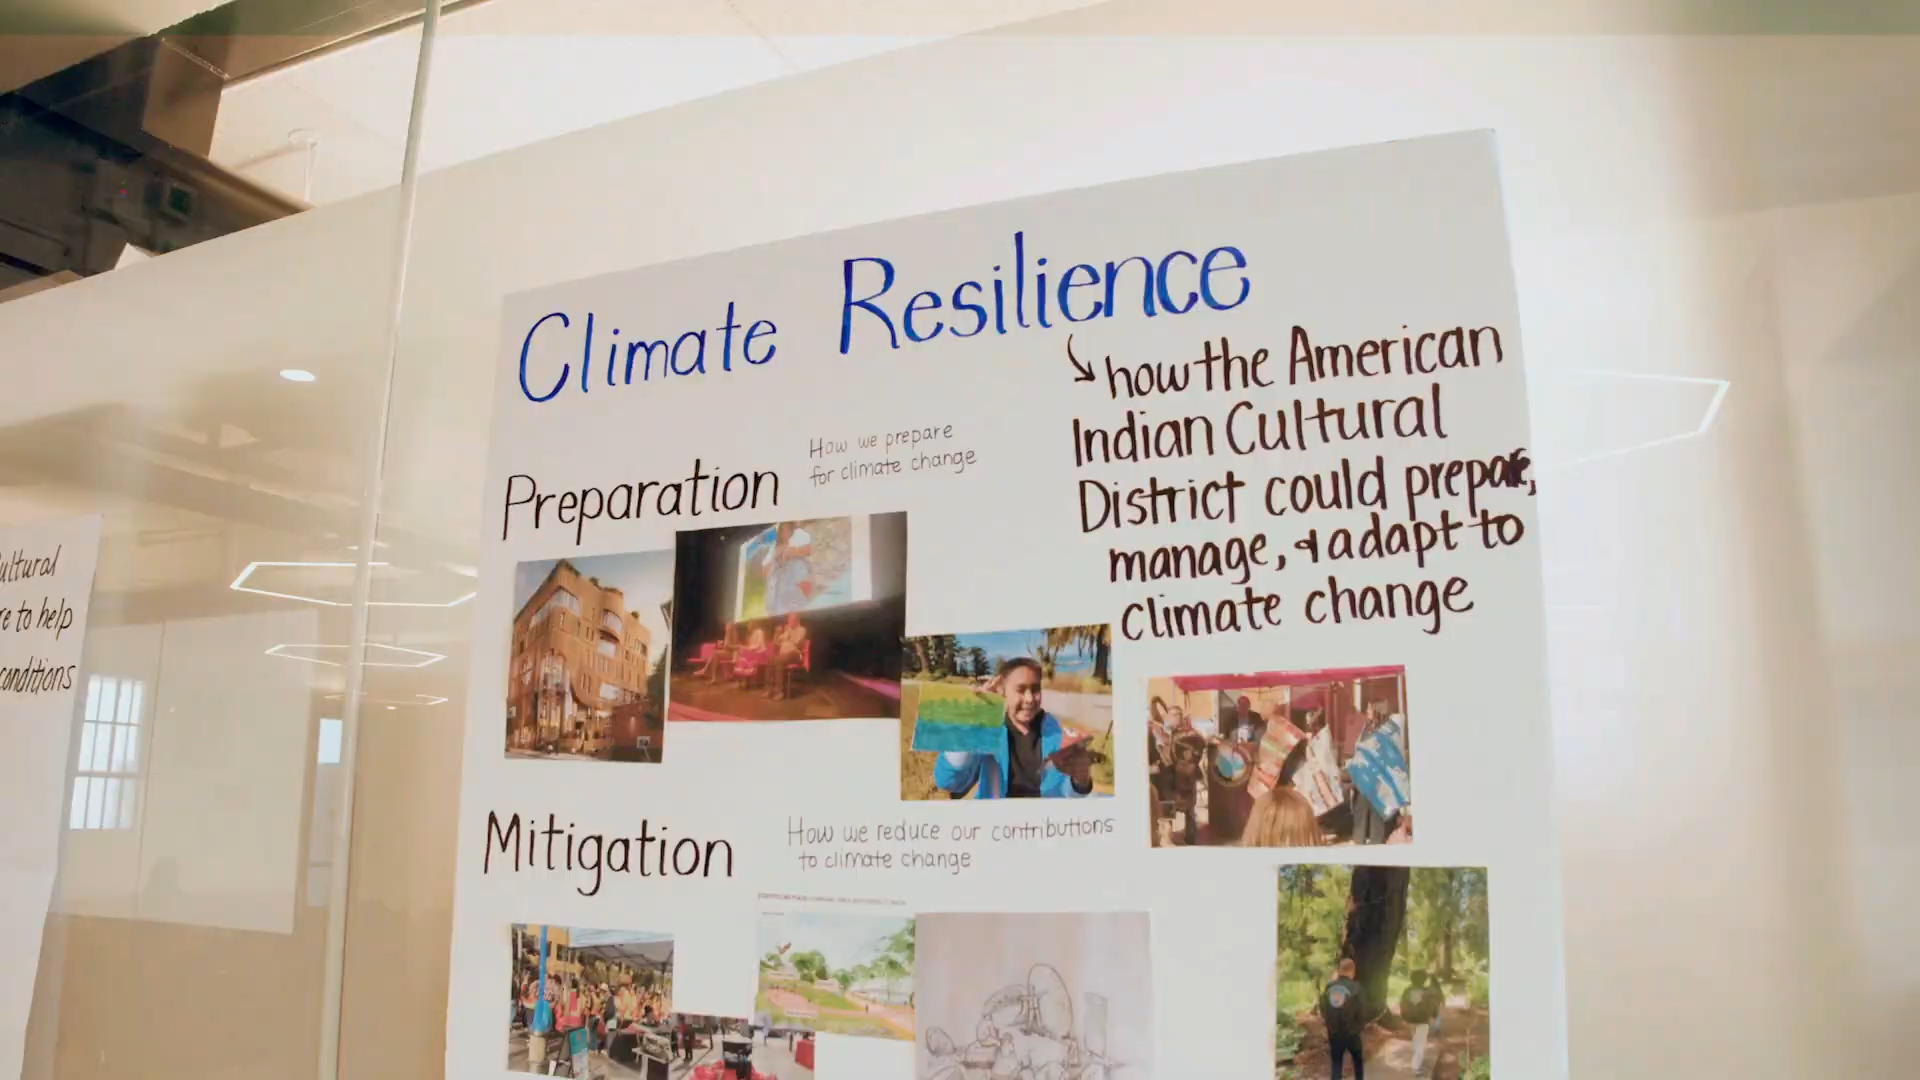 Climate Resilience
how the American
Indian Cultural
District could prepare,
manage, & adapt to
climate change
Preparation
How we prepare
for climate change
Mitigation
How we reduce our contributions
to climate change
re to help
conditions